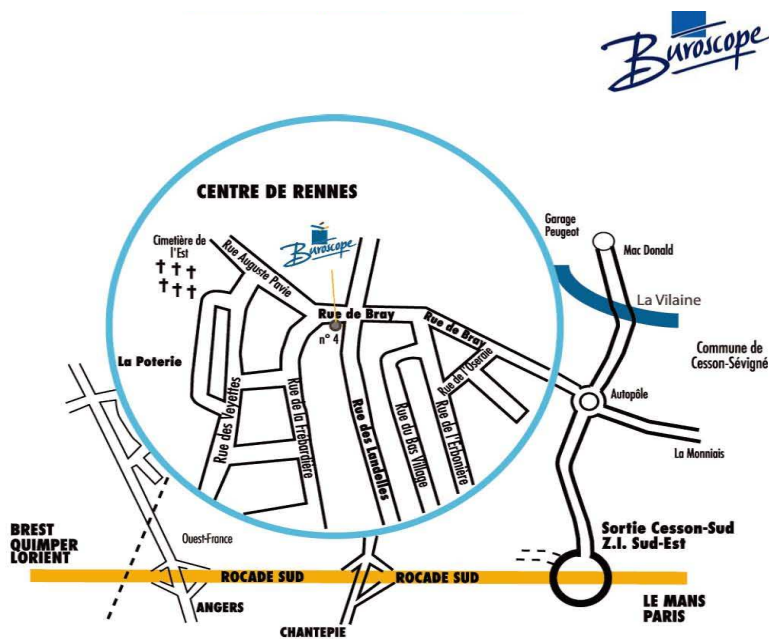 Buroscope
CENTRE DE RENNES
Garage
Peugeot
Mac Donald
Cimetière de
l'Est
Rue Auguste Pavie
Buroscope
La Vilaine
Rue de Bray
Rue de Bray
n° 4
Commune de
Cesson-Sévigné
La Poterie
Rue de l'Oseraie
Autopôle
Rue des Veyettes
Rue de la Frébardière
Rue des Landelles
Rue du Bas Village
Rue de l'Erbonière
La Monniais
Ouest-France
BREST
QUIMPER
LORIENT
Sortie Cesson-Sud
Z.I. Sud-Est
ROCADE SUD
ROCADE SUD
ANGERS
CHANTEPIE
LE MANS
PARIS